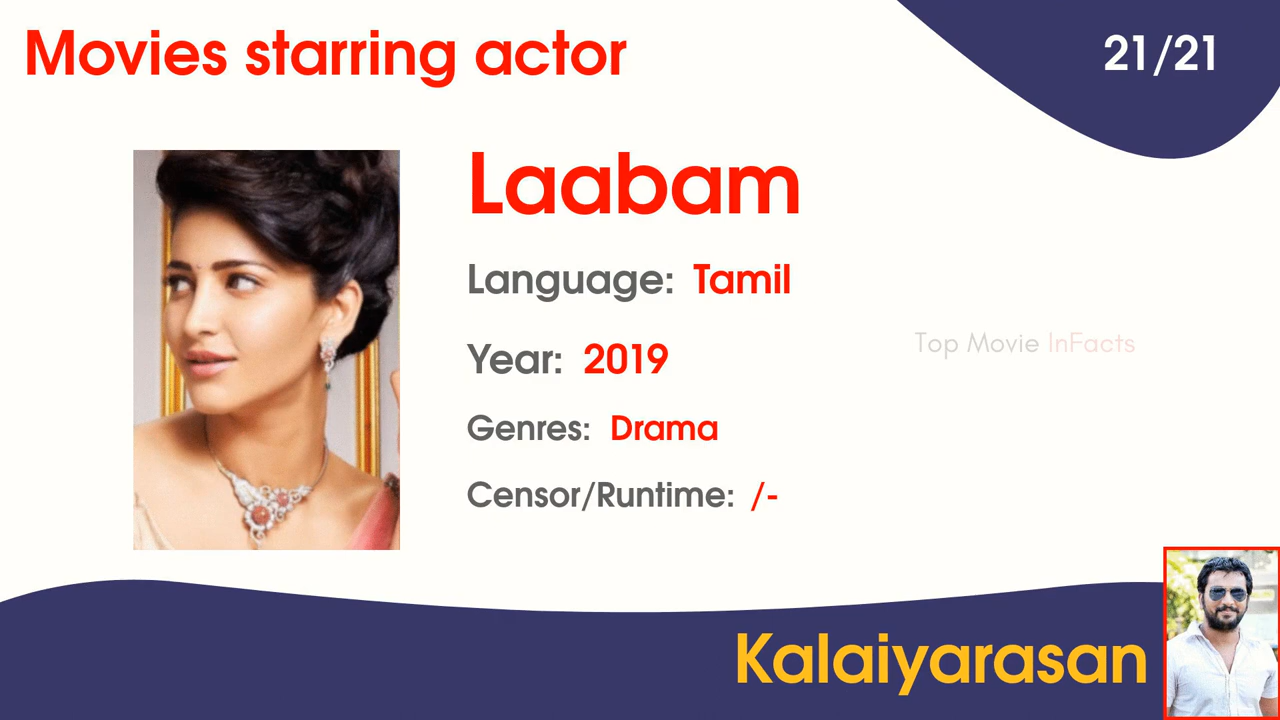 Movies starring actor
21/21
Laabam
Language: Tamil
Year: 2019
Top Movie InFacts
Genres: Drama
Censor/Runtime: /-
Kalaiyarasan